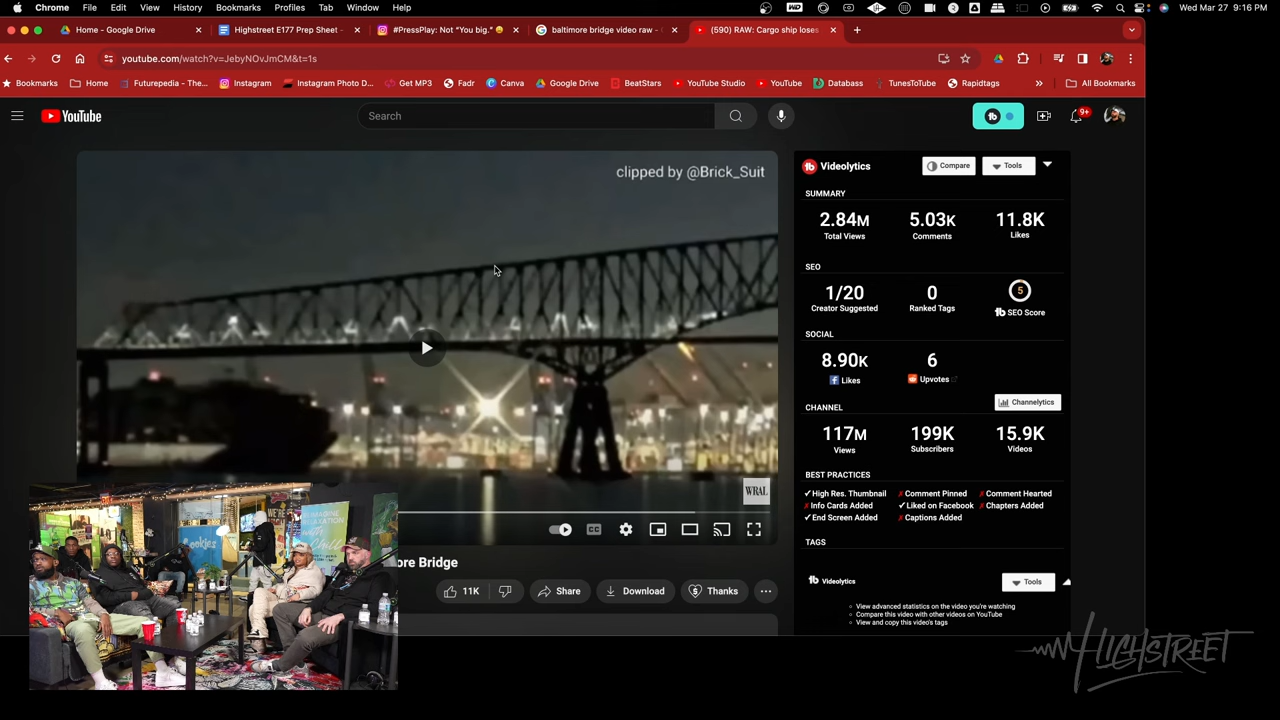 Chrome File Edit View History Bookmarks Profiles Tab Window Help Wed Mar 27 9:16 PM
Home - Google Drive Highstreet E177 Prep Sheet - #PressPlay: Not "You big." baltimore bridge video raw - (590) RAW: Cargo ship loses
youtube.com/watch?v=JebyNOvJmCM&t=1s
Bookmarks Home Futurepedia - The... Instagram Instagram Photo D... Get MP3 Fadr Canva Google Drive BeatStars YouTube Studio YouTube Databass TunesToTube Rapidtags » All Bookmarks
YouTube Search 9+
clipped by @Brick_Suit
WRAL
ore Bridge
11K Share Download Thanks
Videolytics Compare Tools
SUMMARY
2.84M 5.03K 11.8K
Total Views Comments Likes
SEO
1/20 0 5
Creator Suggested Ranked Tags SEO Score
SOCIAL
8.90K 6
Likes Upvotes
CHANNEL Channelytics
117M 199K 15.9K
Views Subscribers Videos
BEST PRACTICES
✓ High Res. Thumbnail ✗ Comment Pinned ✗ Comment Hearted
✗ Info Cards Added ✓ Liked on Facebook ✗ Chapters Added
✓ End Screen Added ✗ Captions Added
TAGS
Videolytics Tools
View advanced statistics on the video you're watching
Compare this video with other videos on YouTube
View and copy this video's tags
cookies
REIMAGINE
RELAXATION
with
Chill
HIGHSTREET